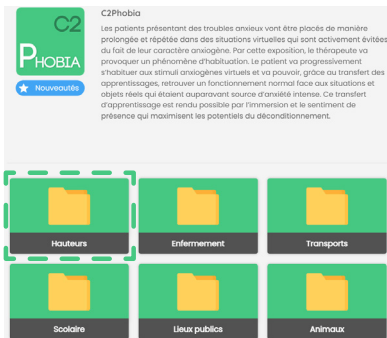 C2Phobia
C2
PHOBIA
Nouveautés
Les patients présentant des troubles anxieux vont être placés de manière
prolongée et répétée dans des situations virtuelles qui sont activement évitées
du fait de leur caractère anxiogène. Par cette exposition, le thérapeute va
provoquer un phénomène d'habituation. Le patient va progressivement
s'habituer aux stimuli anxiogènes virtuels et va pouvoir, grâce au transfert des
apprentissages, retrouver un fonctionnement normal face aux situations et
objets réels qui étaient auparavant source d'anxiété intense. Ce transfert
d'apprentissage est rendu possible par l'immersion et le sentiment de
présence qui maximisent les potentiels du déconditionnement.
Hauteurs
Enfermement
Transports
Scolaire
Lieux publics
Animaux